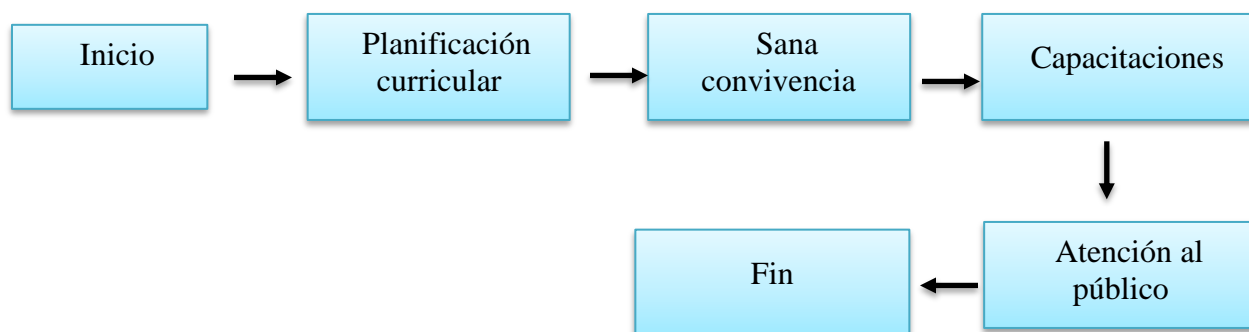 Inicio
Planificación
curricular
Sana
convivencia
Capacitaciones
Atención al
público
Fin